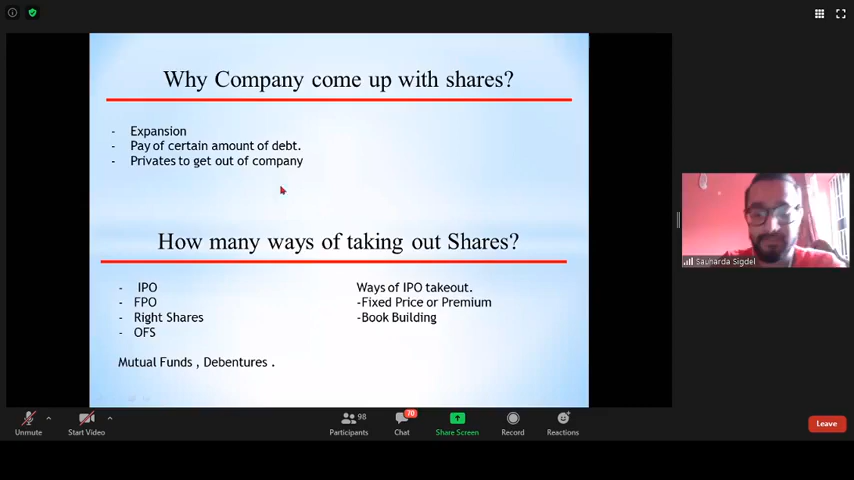 Why Company come up with shares?
- Expansion
- Pay of certain amount of debt.
- Privates to get out of company
How many ways of taking out Shares?
- IPO
- FPO
- Right Shares
- OFS
Ways of IPO takeout.
-Fixed Price or Premium
-Book Building
Mutual Funds , Debentures .
Sauharda Sigdel
Unmute
Start Video
98
Participants
70
Chat
Share Screen
Record
Reactions
Leave